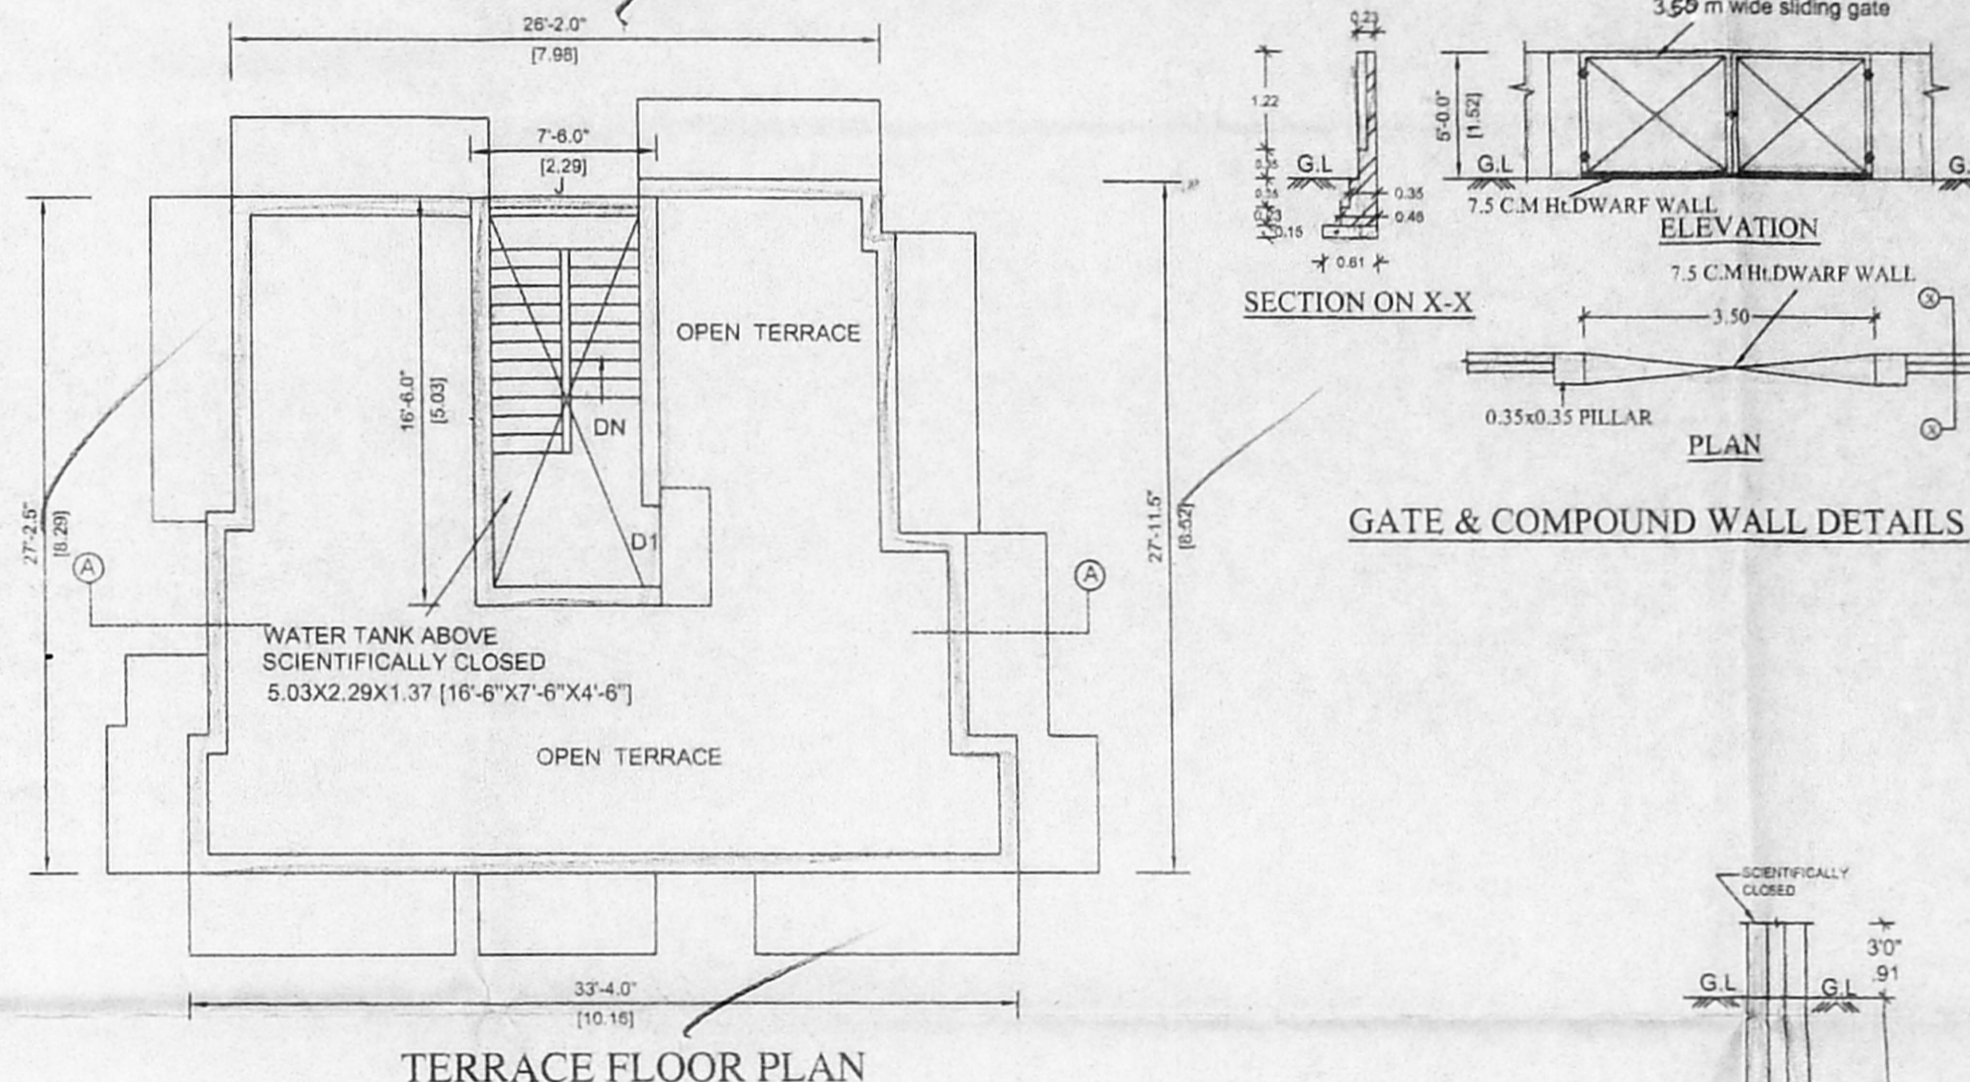 26'-2.0"
[7.98]
7'-6.0"
[2.29]
J
16'-6.0"
[5.03]
OPEN TERRACE
DN
D1
27'-2.5"
[8.29]
A
27'-11.5"
[8.52]
A
WATER TANK ABOVE
SCIENTIFICALLY CLOSED
5.03X2.29X1.37 [16'-6"X7'-6"X4'-6"]
OPEN TERRACE
33'-4.0"
[10.16]
TERRACE FLOOR PLAN
0.23
1.22
G.L
0.35
0.46
0.15
0.61
SECTION ON X-X
3.50 m wide sliding gate
5'-0.0"
[1.52]
G.L
G.
7.5 C.M Ht.DWARF WALL
ELEVATION
7.5 C.M Ht.DWARF WALL
3.50
X
X
0.35x0.35 PILLAR
PLAN
GATE & COMPOUND WALL DETAILS
SCIENTIFICALLY
CLOSED
3'0"
.91
G.L
G.L